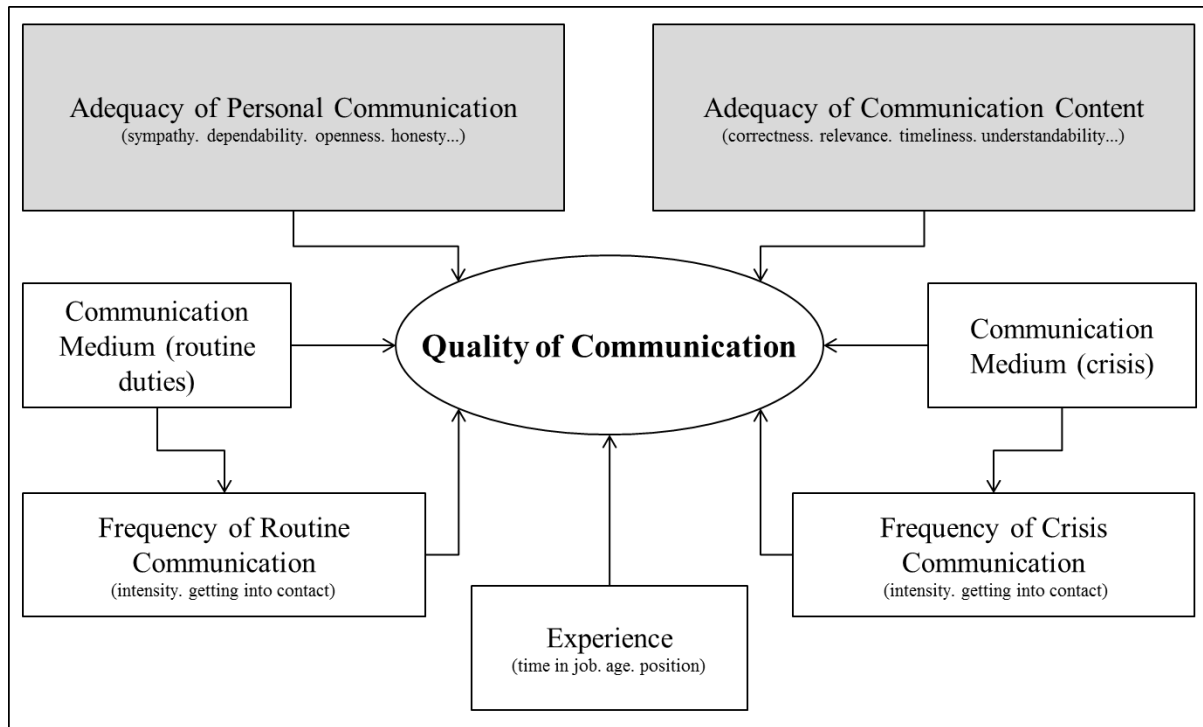 Adequacy of Personal Communication
(sympathy. dependability. openness. honesty...)
Adequacy of Communication Content
(correctness. relevance. timeliness. understandability...)
Communication
Medium (routine
duties)
Quality of Communication
Communication
Medium (crisis)
Frequency of Routine
Communication
(intensity. getting into contact)
Frequency of Crisis
Communication
(intensity. getting into contact)
Experience
(time in job. age. position)